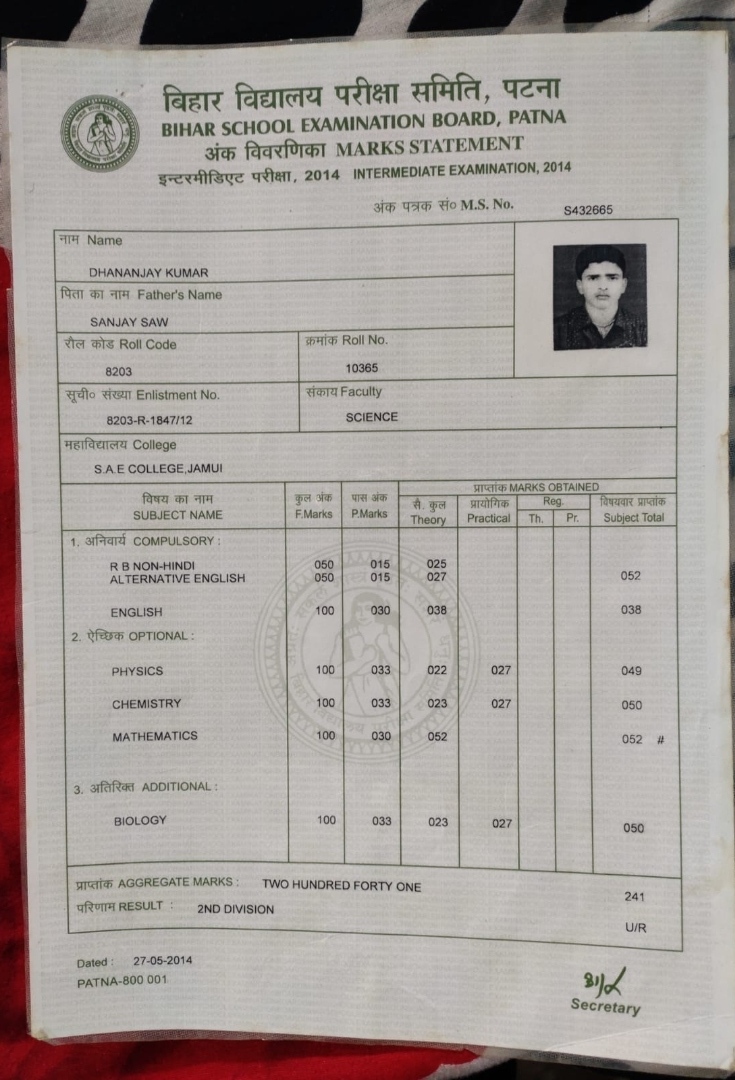 बिहार विद्यालय परीक्षा समिति, पटना
BIHAR SCHOOL EXAMINATION BOARD, PATNA
अंक विवरणिका MARKS STATEMENT
इन्टरमीडिएट परीक्षा, 2014 INTERMEDIATE EXAMINATION, 2014
अंक पत्रक सं० M.S. No. S432665
नाम Name
DHANANJAY KUMAR
पिता का नाम Father's Name
SANJAY SAW
रौल कोड Roll Code क्रमांक Roll No.
8203 10365
सूची० संख्या Enlistment No. संकाय Faculty
8203-R-1847/12 SCIENCE
महाविद्यालय College
S.A.E COLLEGE,JAMUI
प्राप्तांक MARKS OBTAINED
विषय का नाम कुल अंक पास अंक सै. कुल प्रायोगिक Reg. विषयवार प्राप्तांक
SUBJECT NAME F.Marks P.Marks Theory Practical Th. Pr. Subject Total
1. अनिवार्य COMPULSORY :
R B NON-HINDI 050 015 025
ALTERNATIVE ENGLISH 050 015 027 052
ENGLISH 100 030 038 038
2. ऐच्छिक OPTIONAL :
PHYSICS 100 033 022 027 049
CHEMISTRY 100 033 023 027 050
MATHEMATICS 100 030 052 052 #
3. अतिरिक्त ADDITIONAL :
BIOLOGY 100 033 023 027 050
प्राप्तांक AGGREGATE MARKS : TWO HUNDRED FORTY ONE 241
परिणाम RESULT : 2ND DIVISION U/R
Dated : 27-05-2014
PATNA-800 001
Secretary